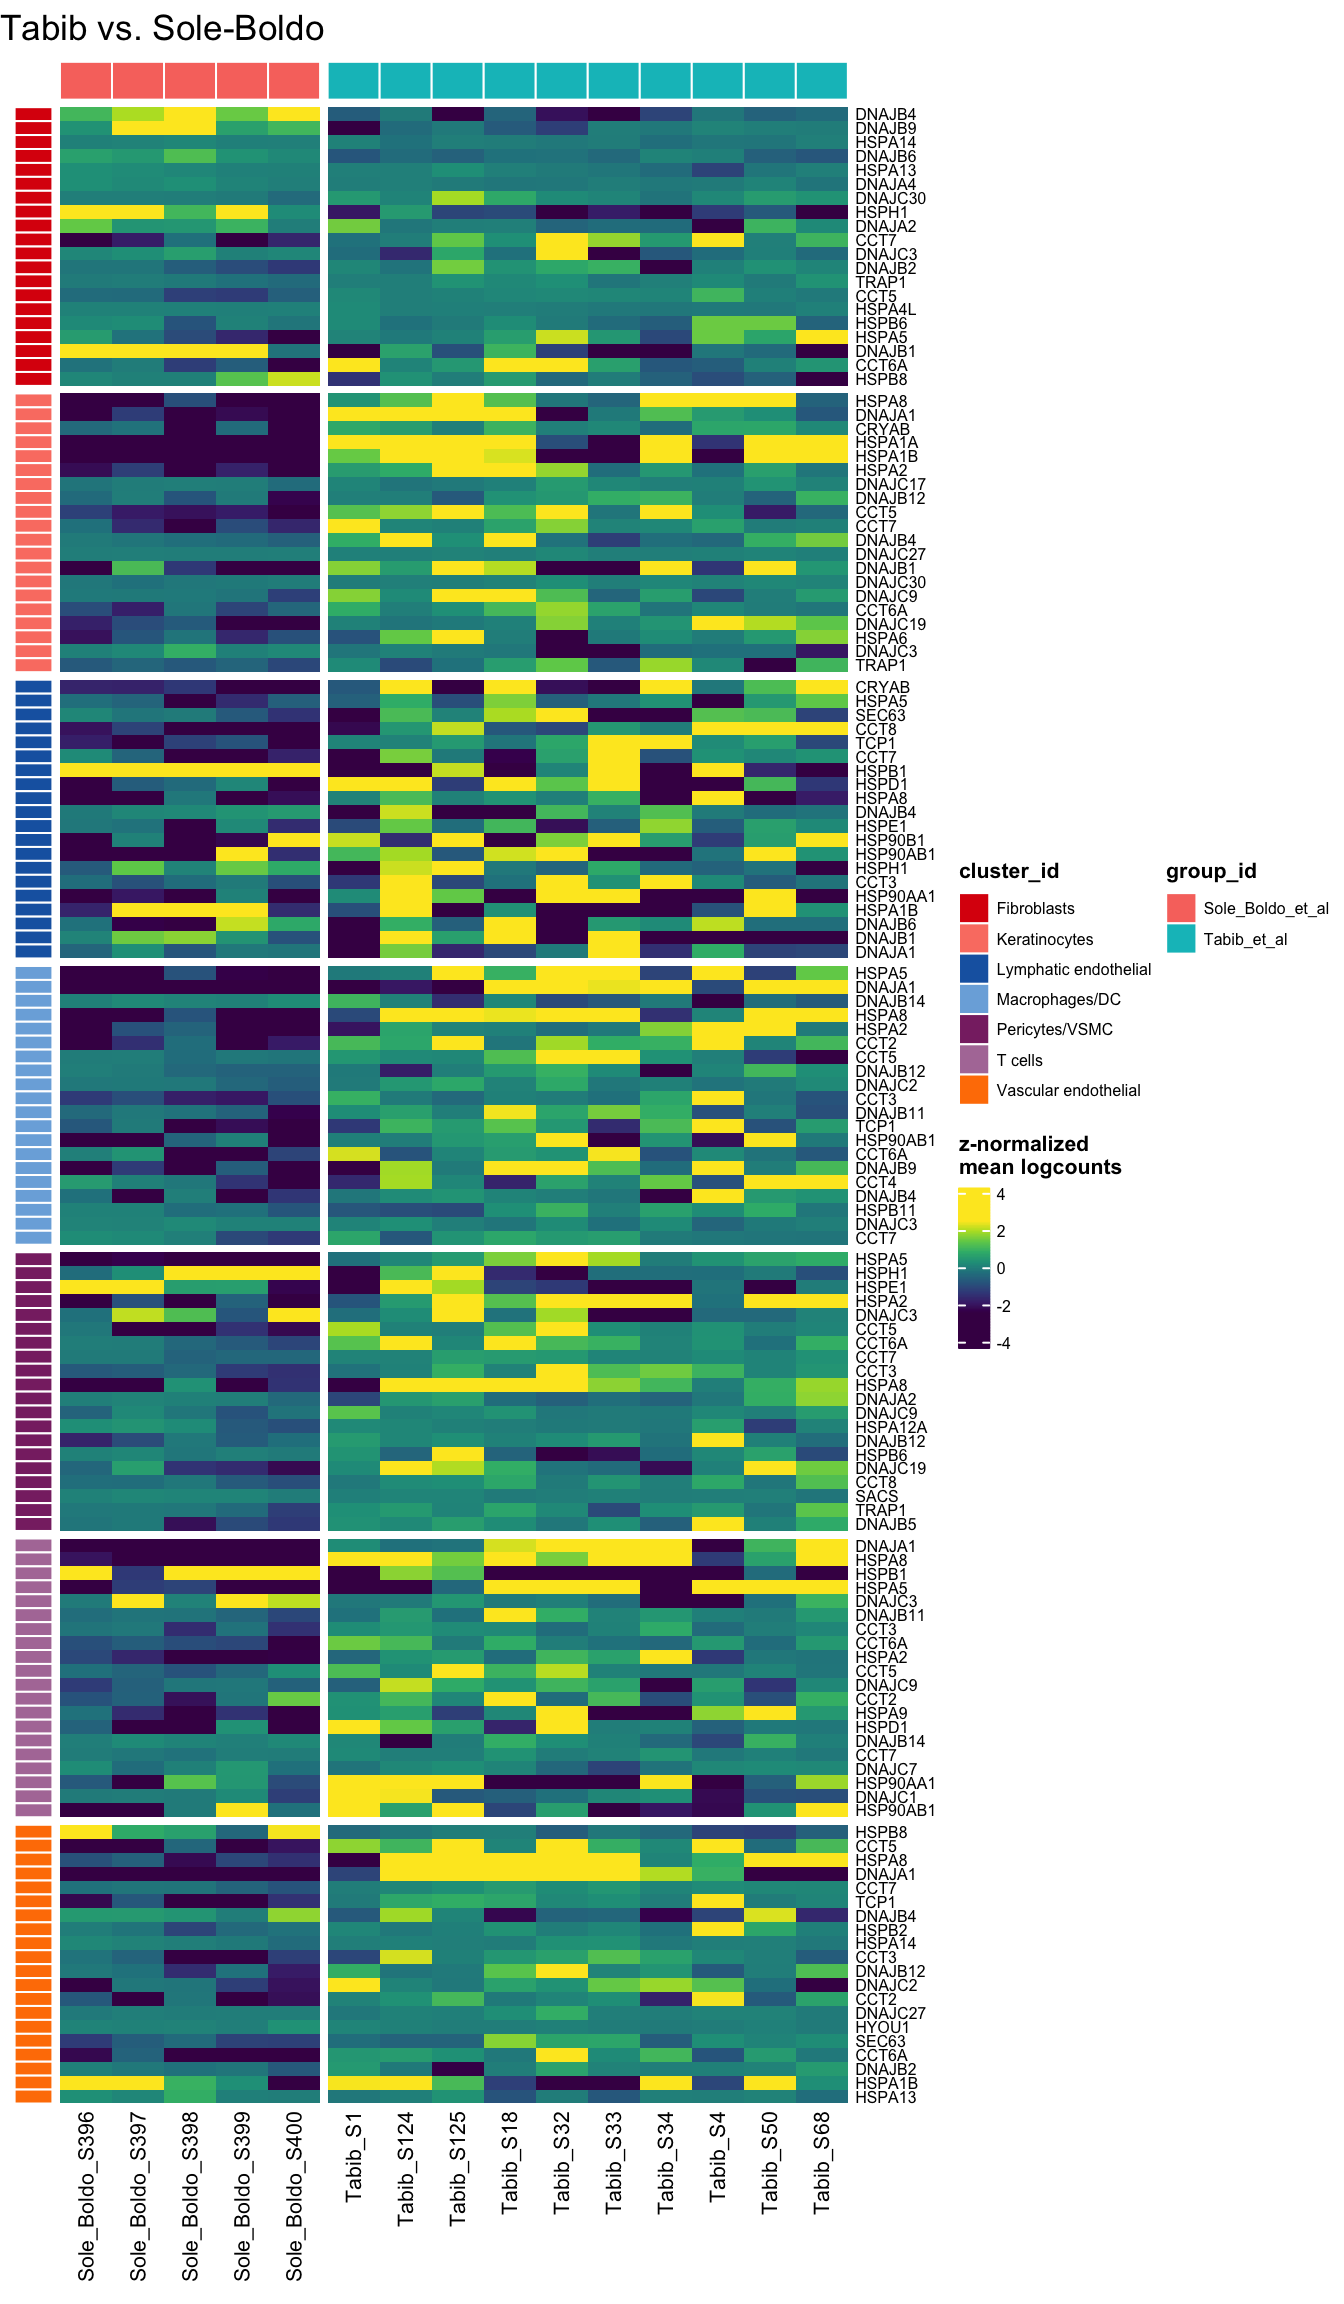 Tabib vs. Sole-Boldo
DNAJB4
DNAJB9
HSPA14
DNAJB6
HSPA13
DNAJA4
DNAJC30
HSPH1
DNAJA2
CCT7
DNAJC3
DNAJB2
TRAP1
CCT5
HSPA4L
HSPB6
HSPA5
DNAJB1
CCT6A
HSPB8
HSPA8
DNAJA1
CRYAB
HSPA1A
HSPA1B
HSPA2
DNAJC17
DNAJB12
CCT5
CCT7
DNAJB4
DNAJC27
DNAJB1
DNAJC30
DNAJC9
CCT6A
DNAJC19
HSPA6
DNAJC3
TRAP1
CRYAB
HSPA5
SEC63
CCT8
TCP1
CCT7
HSPB1
HSPD1
HSPA8
DNAJB4
HSPE1
HSP90B1
HSP90AB1
HSPH1
CCT3
HSP90AA1
HSPA1B
DNAJB6
DNAJB1
DNAJA1
HSPA5
DNAJA1
DNAJB14
HSPA8
HSPA2
CCT2
CCT5
DNAJB12
DNAJC2
CCT3
DNAJB11
TCP1
HSP90AB1
CCT6A
DNAJB9
CCT4
DNAJB4
HSPB11
DNAJC3
CCT7
HSPA5
HSPH1
HSPE1
HSPA2
DNAJC3
CCT5
CCT6A
CCT7
CCT3
HSPA8
DNAJA2
DNAJC9
HSPA12A
DNAJB12
HSPB6
DNAJC19
CCT8
SACS
TRAP1
DNAJB5
DNAJA1
HSPA8
HSPB1
HSPA5
DNAJC3
DNAJB11
CCT3
CCT6A
HSPA2
CCT5
DNAJC9
CCT2
HSPA9
HSPD1
DNAJB14
CCT7
DNAJC7
HSP90AA1
DNAJC1
HSP90AB1
HSPB8
CCT5
HSPA8
DNAJA1
CCT7
TCP1
DNAJB4
HSPB2
HSPA14
CCT3
DNAJB12
DNAJC2
CCT2
DNAJC27
HYOU1
SEC63
CCT6A
DNAJB2
HSPA1B
HSPA13
Sole_Boldo_S396
Sole_Boldo_S397
Sole_Boldo_S398
Sole_Boldo_S399
Sole_Boldo_S400
Tabib_S1
Tabib_S124
Tabib_S125
Tabib_S18
Tabib_S32
Tabib_S33
Tabib_S34
Tabib_S4
Tabib_S50
Tabib_S68
cluster_id
Fibroblasts
Keratinocytes
Lymphatic endothelial
Macrophages/DC
Pericytes/VSMC
T cells
Vascular endothelial
group_id
Sole_Boldo_et_al
Tabib_et_al
z-normalized
mean logcounts
4
2
0
-2
-4